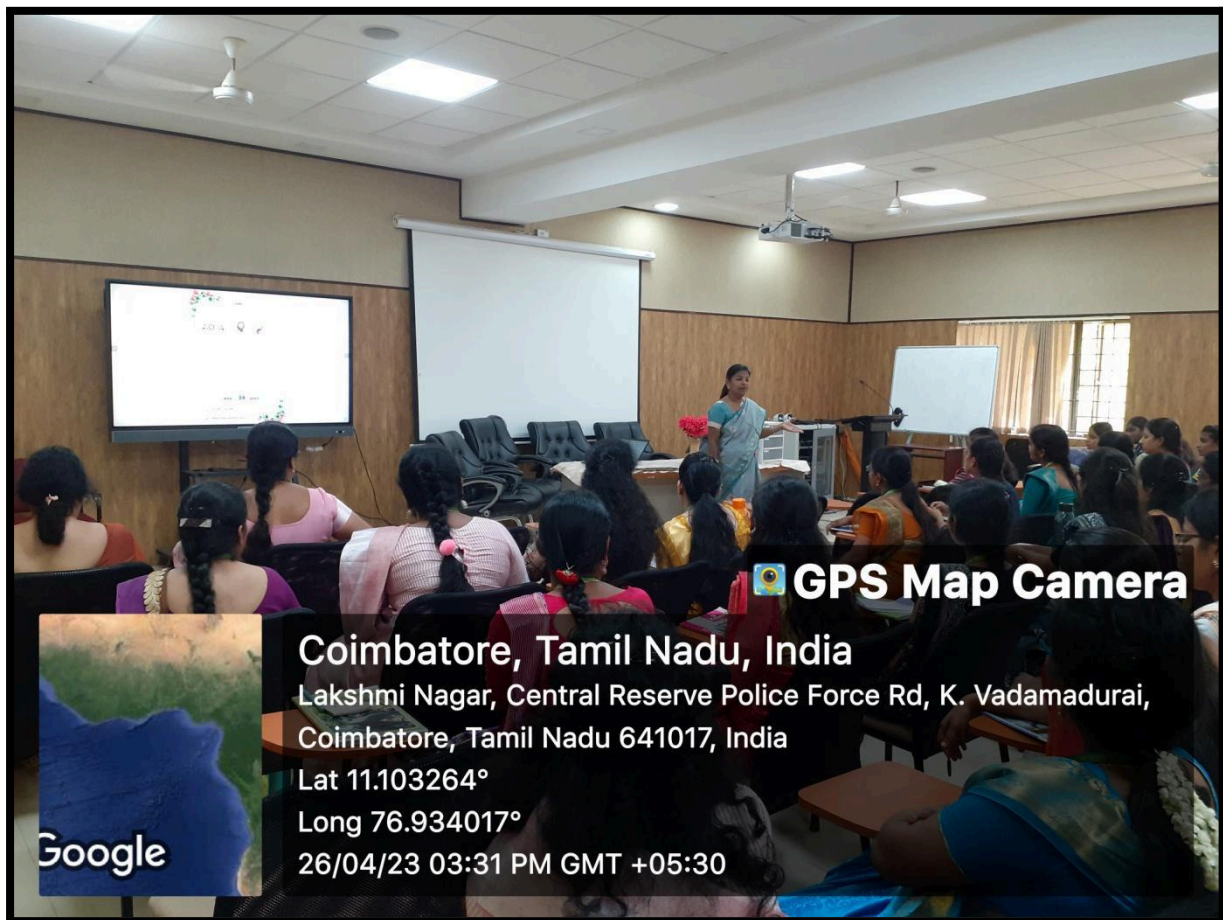 GPS Map Camera
Coimbatore, Tamil Nadu, India
Lakshmi Nagar, Central Reserve Police Force Rd, K. Vadamadurai,
Coimbatore, Tamil Nadu 641017, India
Lat 11.103264°
Long 76.934017°
26/04/23 03:31 PM GMT +05:30
Google